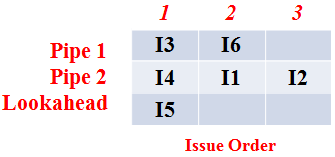 1 2 3
Pipe 1 I3 I6
Pipe 2 I4 I1 I2
Lookahead I5
Issue Order